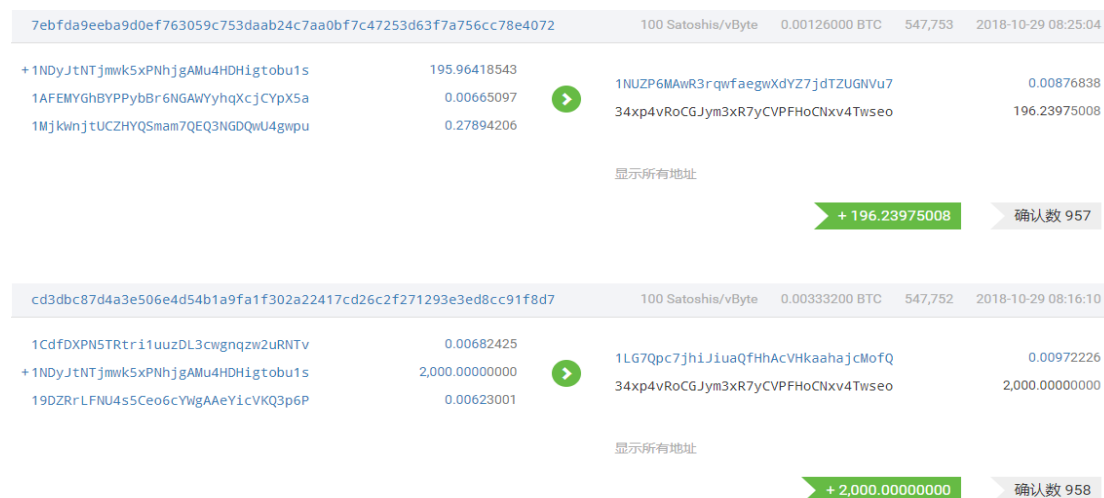 7ebfda9eeba9d0ef763059c753daab24c7aa0bf7c47253d63f7a756cc78e4072 100 Satoshis/vByte 0.00126000 BTC 547,753 2018-10-29 08:25:04
+1NDyJtNTjmwk5xPNhjgAMu4HDHigtobu1s 195.96418543
1AFEMYGhBYPPybBr6NGAWYyhqXcjCYpX5a 0.00665097
1MjkWnjtUCZHYQSmam7QEQ3NGDQwU4gwpu 0.27894206
1NUZP6MAwR3rqwfaegwXdYZ7jdTZUGNVu7 0.00876838
34xp4vRoCGJym3xR7yCVPFHoCNxv4Twseo 196.23975008
显示所有地址
+ 196.23975008 确认数 957
cd3dbc87d4a3e506e4d54b1a9fa1f302a22417cd26c2f271293e3ed8cc91f8d7 100 Satoshis/vByte 0.00333200 BTC 547,752 2018-10-29 08:16:10
1CdfDXPN5TRtri1uuzDL3cwgnqzw2uRNTv 0.00682425
+1NDyJtNTjmwk5xPNhjgAMu4HDHigtobu1s 2,000.00000000
19DZRrLFNU4s5Ceo6cYWgAAeYicVKQ3p6P 0.00623001
1LG7Qpc7jhiJiuaQfHhAcVHkaahajcMofQ 0.00972226
34xp4vRoCGJym3xR7yCVPFHoCNxv4Twseo 2,000.00000000
显示所有地址
+ 2,000.00000000 确认数 958